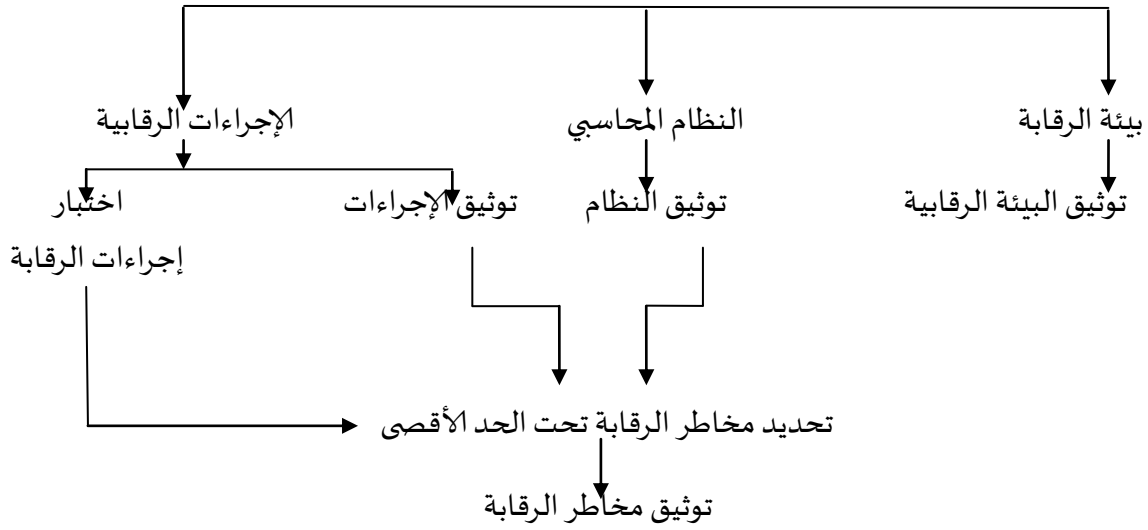 بيئة الرقابة
النظام المحاسبي
الإجراءات الرقابية
توثيق البيئة الرقابية
توثيق النظام
توثيق الإجراءات
اختبار
إجراءات الرقابة
تحديد مخاطر الرقابة تحت الحد الأقصى
توثيق مخاطر الرقابة